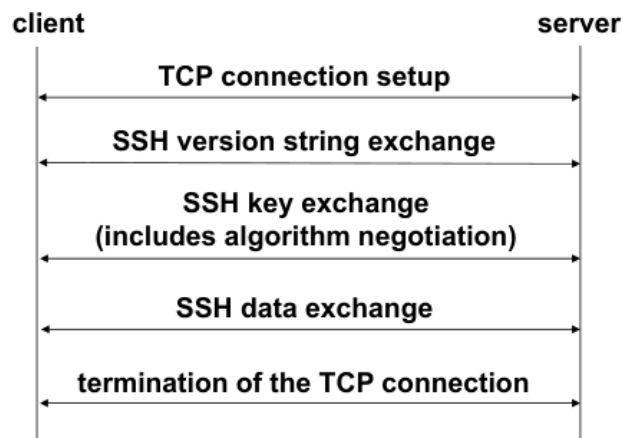 client
server
TCP connection setup
SSH version string exchange
SSH key exchange
(includes algorithm negotiation)
SSH data exchange
termination of the TCP connection